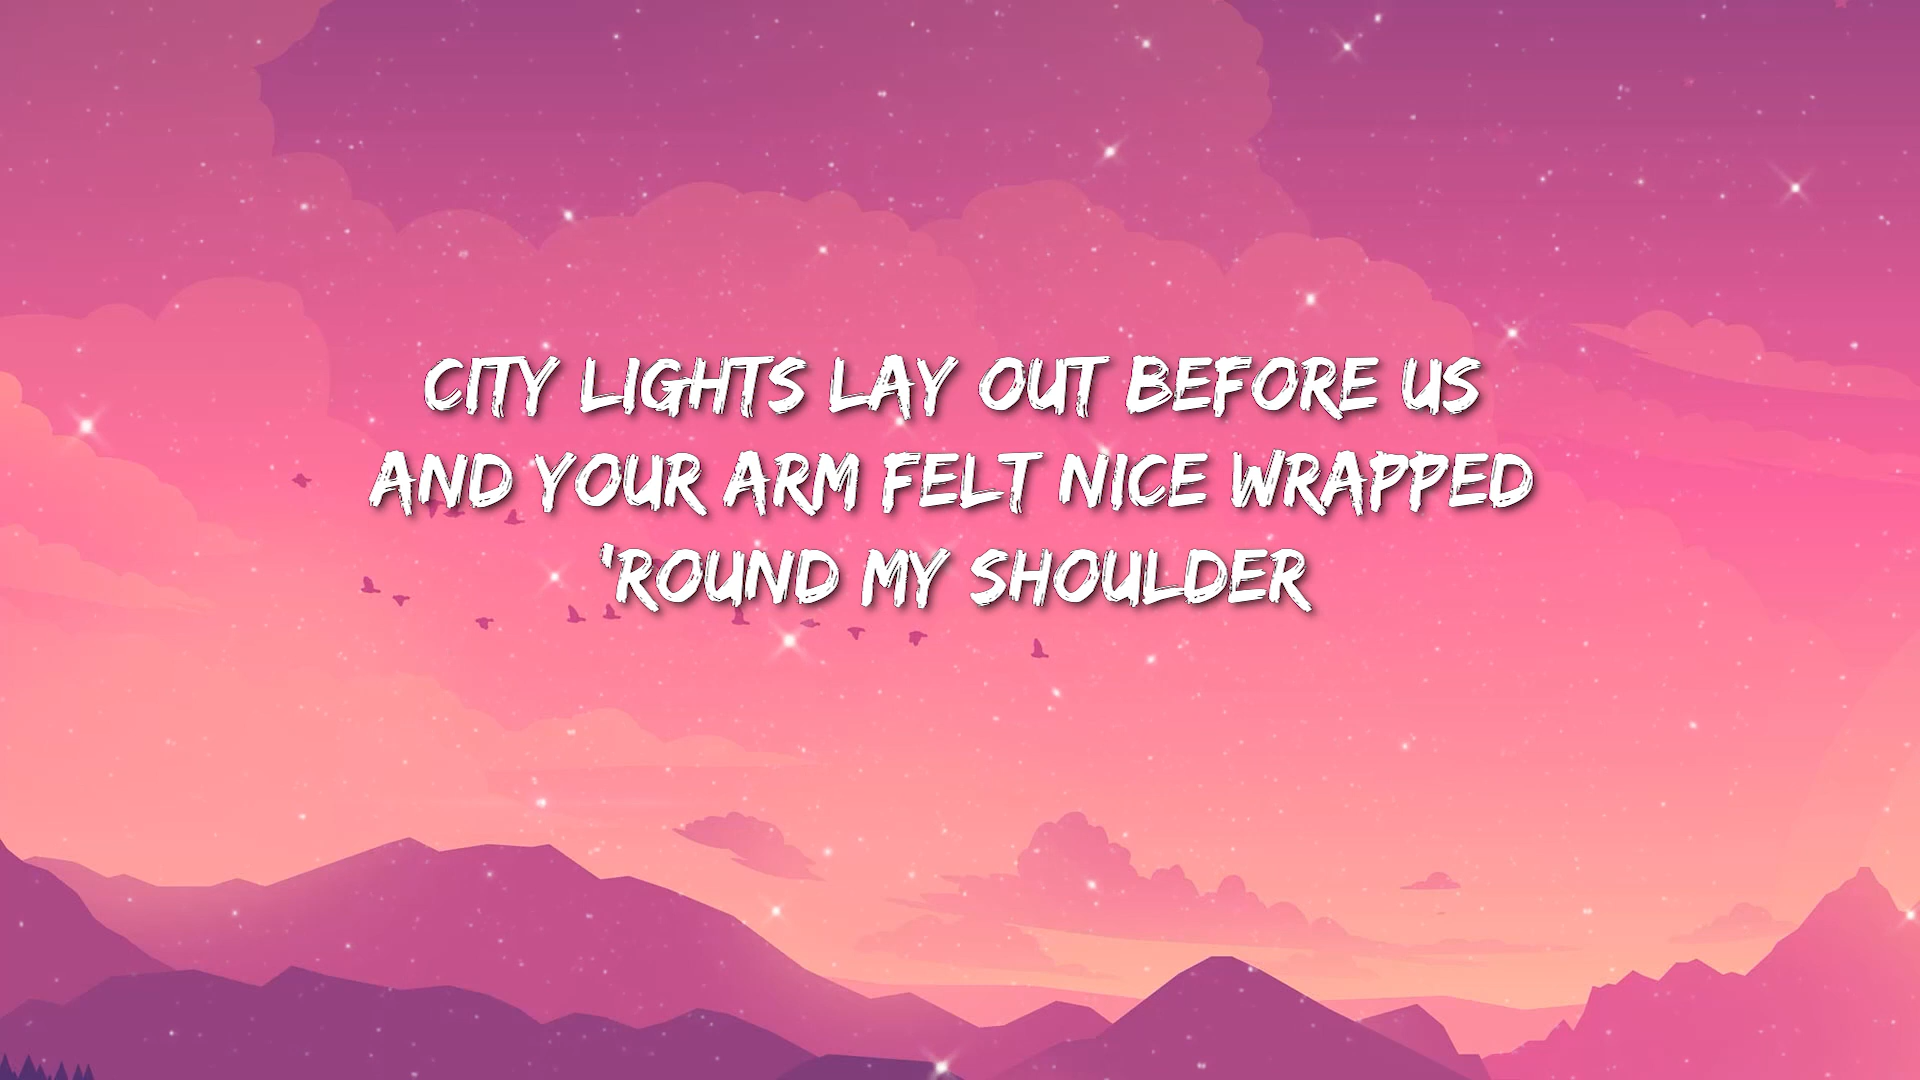 CITY LIGHTS LAY OUT BEFORE US
AND YOUR ARM FELT NICE WRAPPED
'ROUND MY SHOULDER